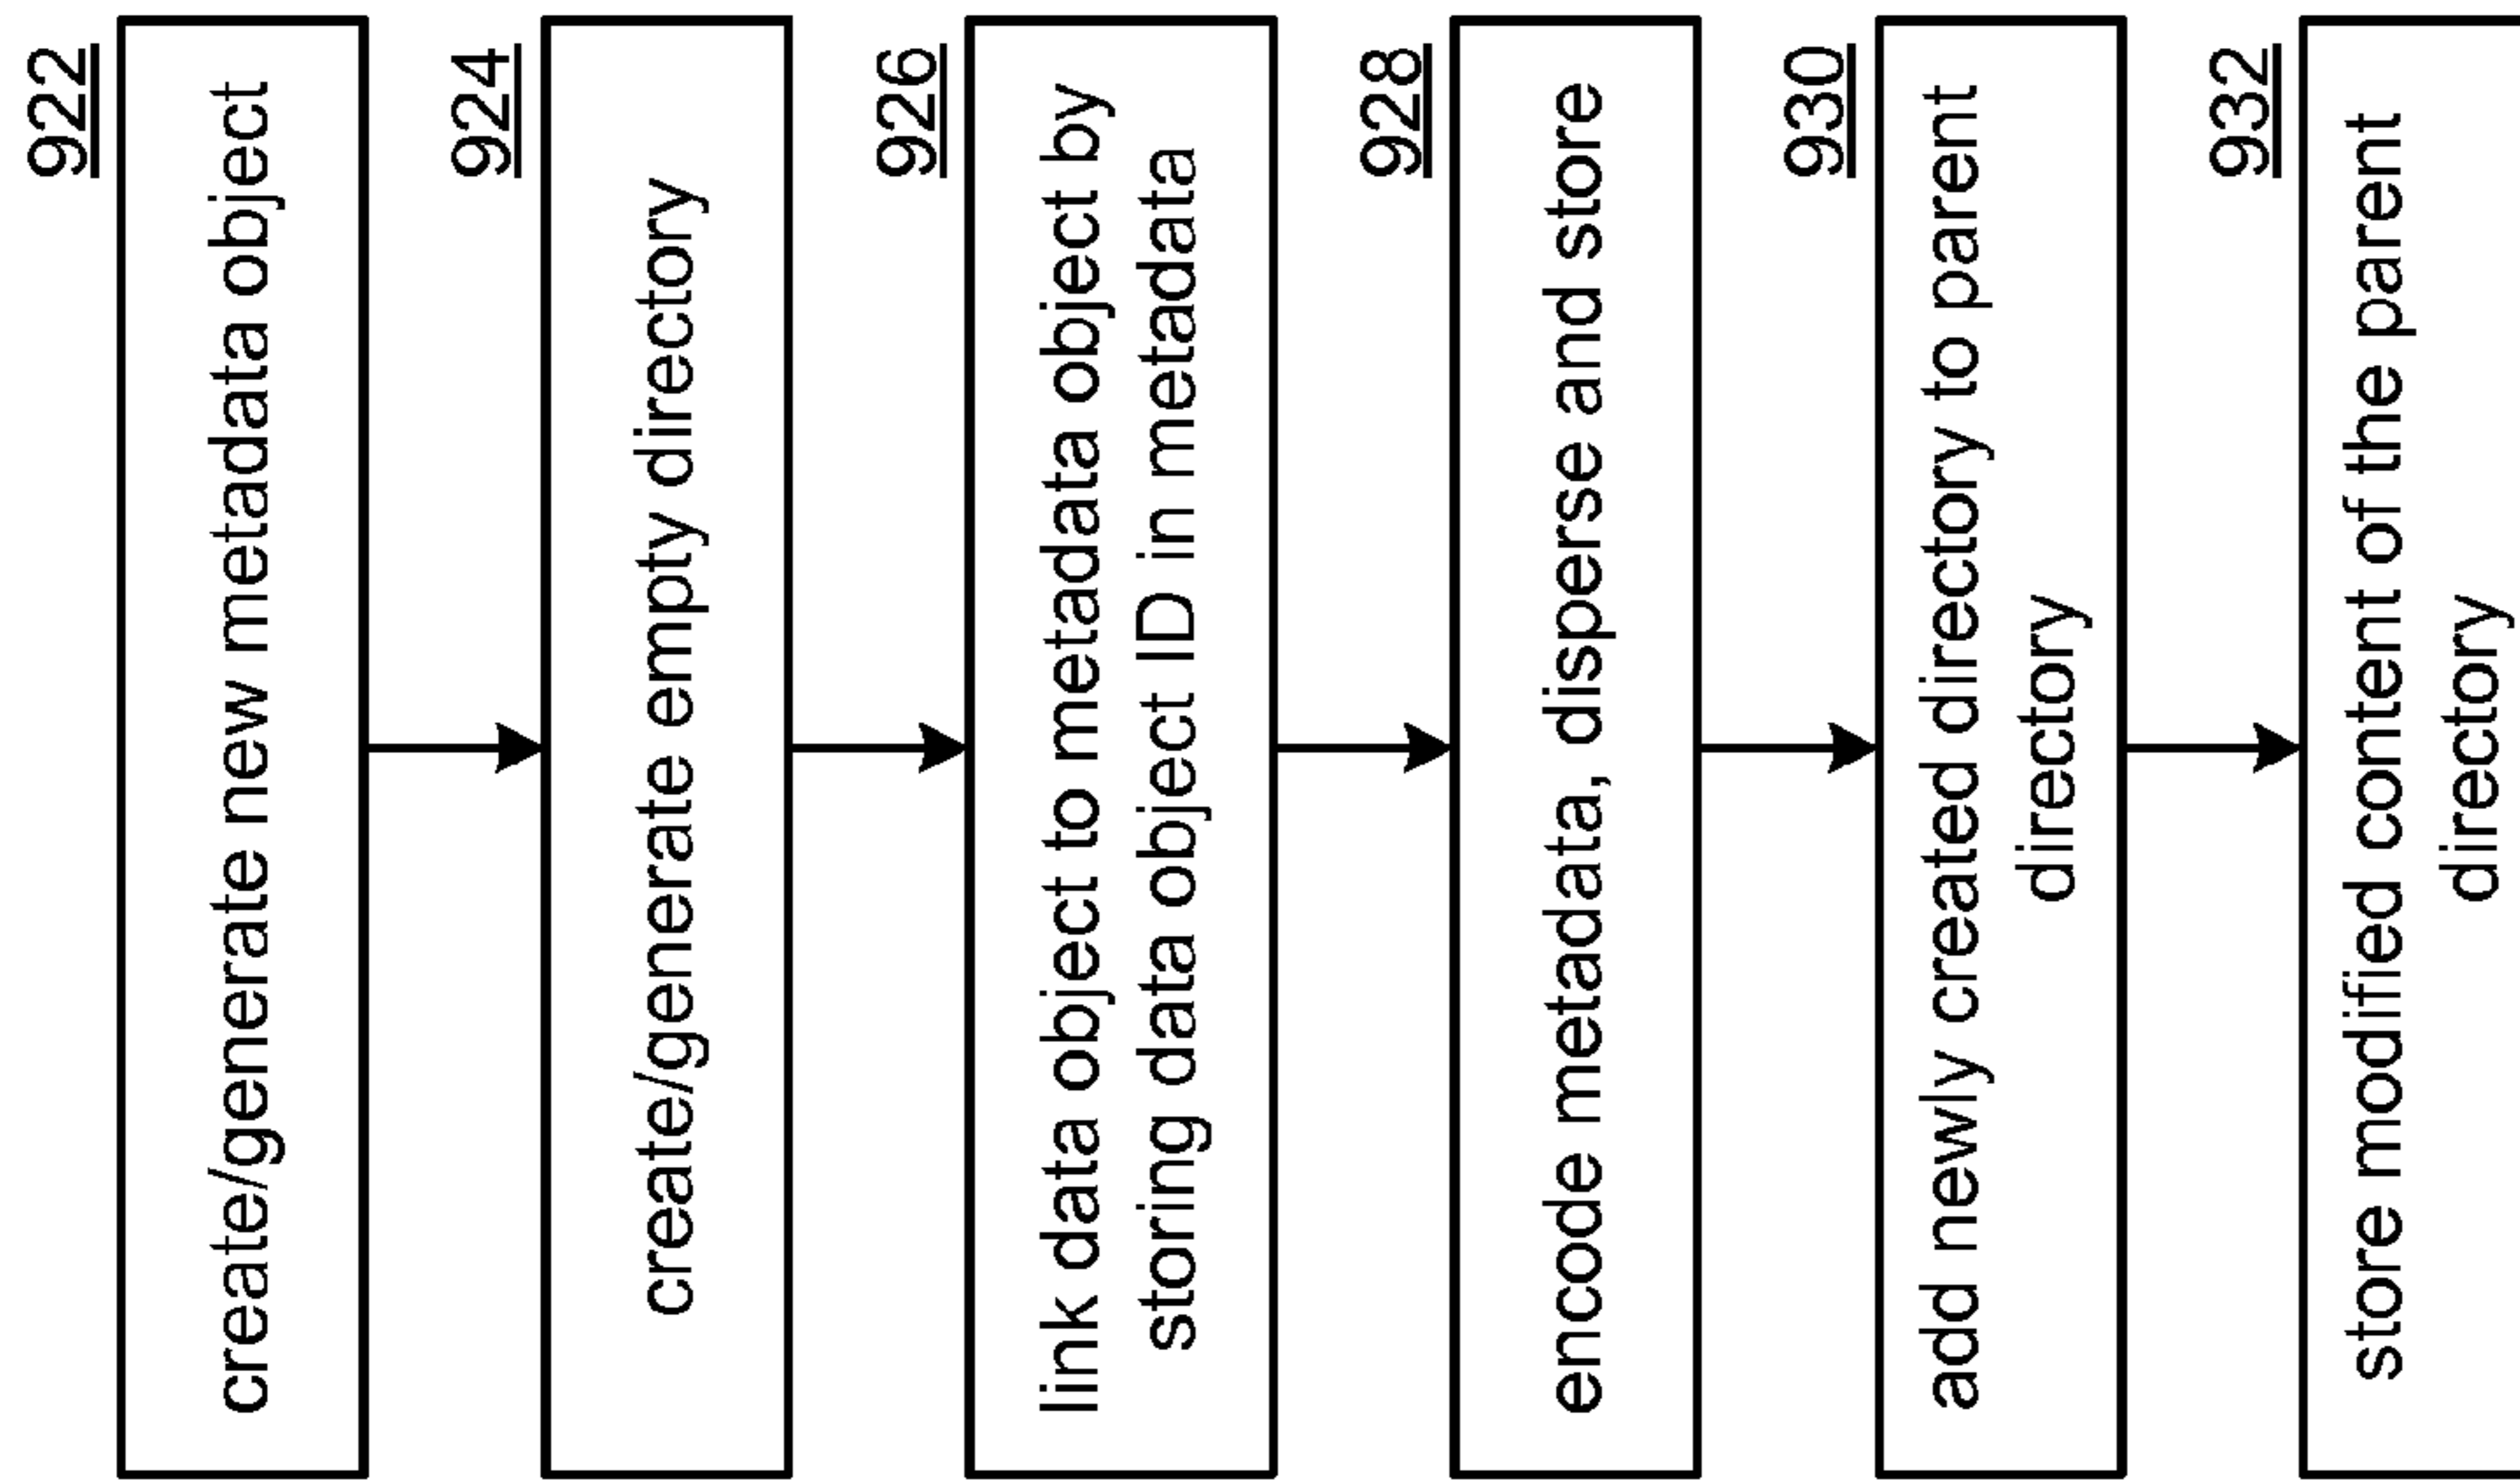 922
create/generate new metadata object
924
create/generate empty directory
926
link data object to metadata object by
storing data object ID in metadata
928
encode metadata, disperse and store
930
add newly created directory to parent
directory
932
store modified content of the parent
directory